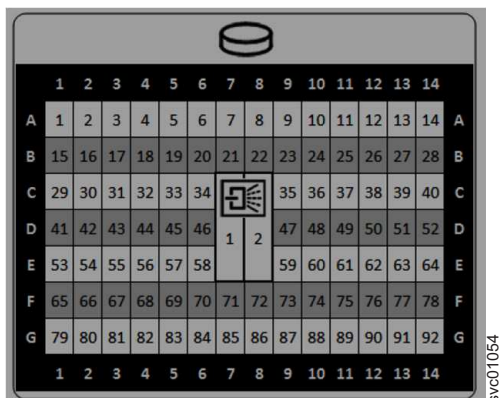 1 2 3 4 5 6 7 8 9 10 11 12 13 14
A 1 2 3 4 5 6 7 8 9 10 11 12 13 14 A
B 15 16 17 18 19 20 21 22 23 24 25 26 27 28 B
C 29 30 31 32 33 34 35 36 37 38 39 40 C
D 41 42 43 44 45 46 1 2 47 48 49 50 51 52 D
E 53 54 55 56 57 58 59 60 61 62 63 64 E
F 65 66 67 68 69 70 71 72 73 74 75 76 77 78 F
G 79 80 81 82 83 84 85 86 87 88 89 90 91 92 G
1 2 3 4 5 6 7 8 9 10 11 12 13 14
svc01054